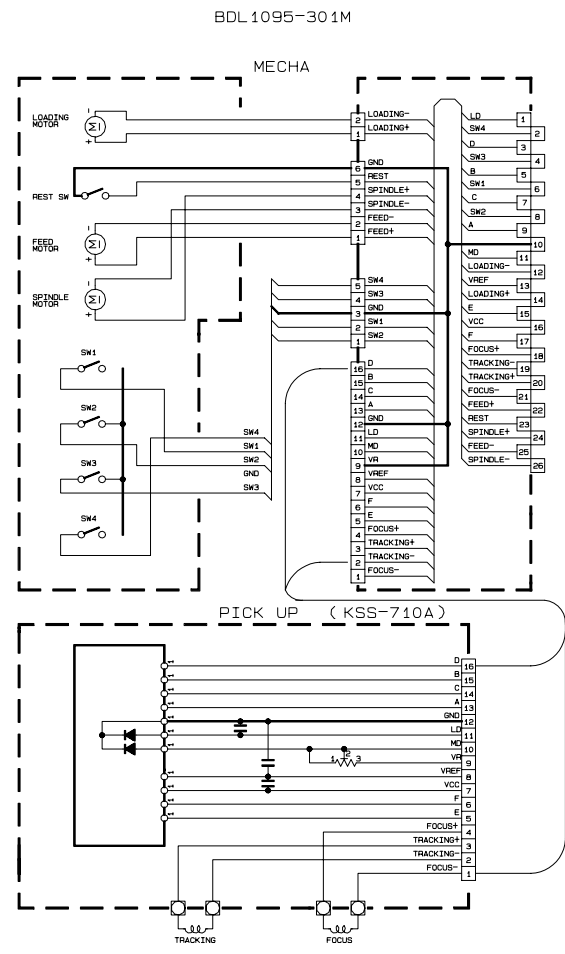 BDL1095-301M
MECHA
LOADING
MOTOR
-
M
+
REST SW
FEED
MOTOR
-
M
+
SPINDLE
MOTOR
-
M
+
SW1
SW2
SW3
SW4
SW4
SW1
SW2
GND
SW3
2 LOADING-
1 LOADING+
6 GND
5 REST
4 SPINDLE+
3 SPINDLE-
2 FEED-
1 FEED+
5 SW4
4 SW3
3 GND
2 SW1
1 SW2
16 D
15 B
14 C
13 A
12 GND
11 LD
10 MD
9 VR
8 VREF
7 VCC
6 F
5 E
4 FOCUS+
3 TRACKING+
2 TRACKING-
1 FOCUS-
LD 1
SW4 2
D 3
SW3 4
B 5
SW1 6
C 7
SW2 8
A 9
10
MD 11
LOADING- 12
VREF 13
LOADING+ 14
E 15
VCC 16
F 17
FOCUS+ 18
TRACKING- 19
TRACKING+ 20
FOCUS- 21
FEED+ 22
REST 23
SPINDLE+ 24
FEED- 25
SPINDLE- 26
PICK UP (KSS-710A)
D 16
B 15
C 14
A 13
GND 12
LD 11
MD 10
1 2 3
VR 9
VREF 8
VCC 7
F 6
E 5
FOCUS+ 4
TRACKING+ 3
TRACKING- 2
FOCUS- 1
TRACKING
FOCUS